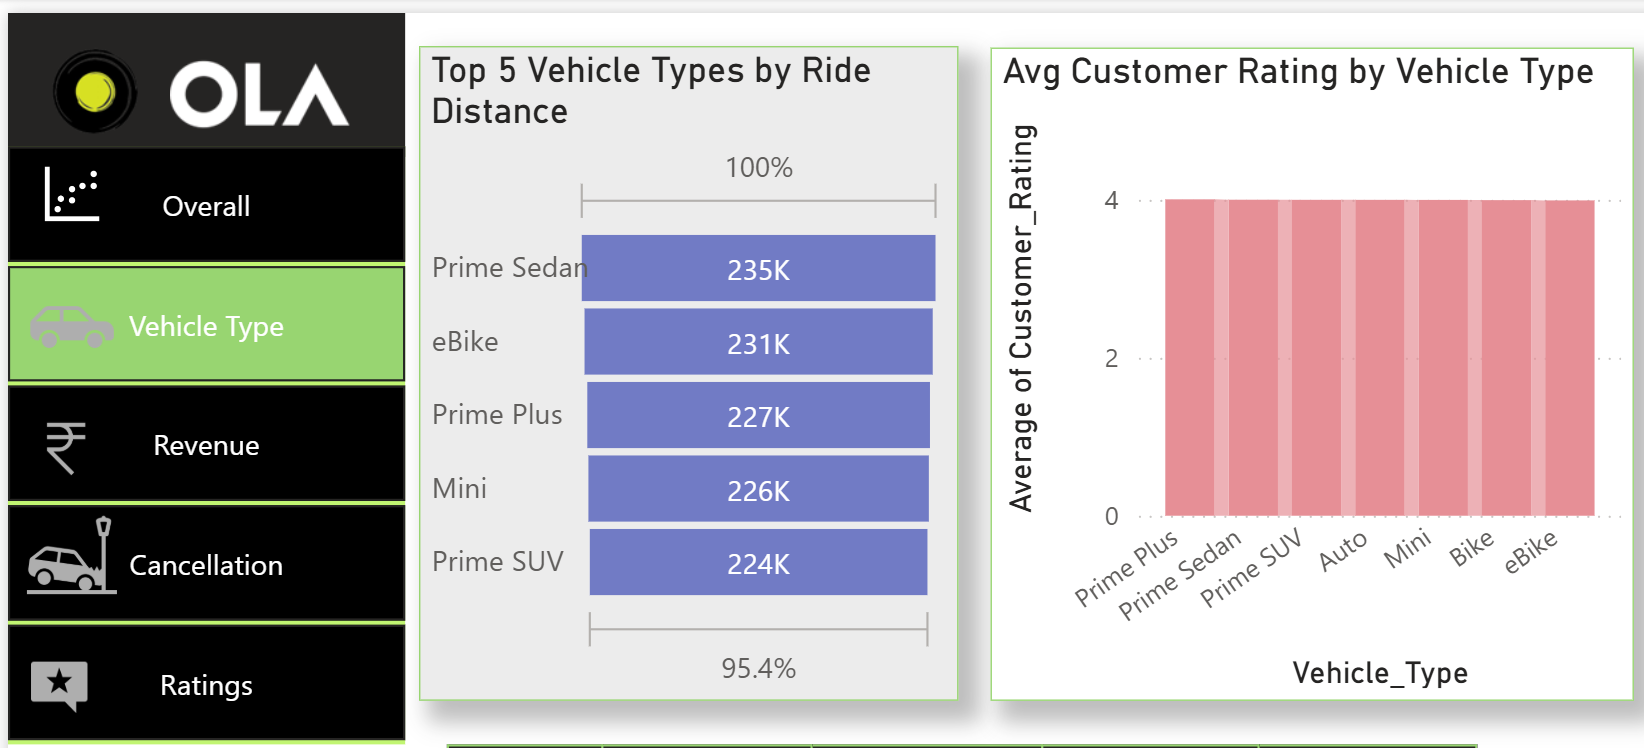 OLA
Overall
Vehicle Type
Revenue
Cancellation
Ratings
Top 5 Vehicle Types by Ride
Distance
100%
Prime Sedan
235K
eBike
231K
Prime Plus
227K
Mini
226K
Prime SUV
224K
95.4%
Avg Customer Rating by Vehicle Type
Average of Customer_Rating
4
2
0
Prime Plus
Prime Sedan
Prime SUV
Auto
Mini
Bike
eBike
Vehicle_Type